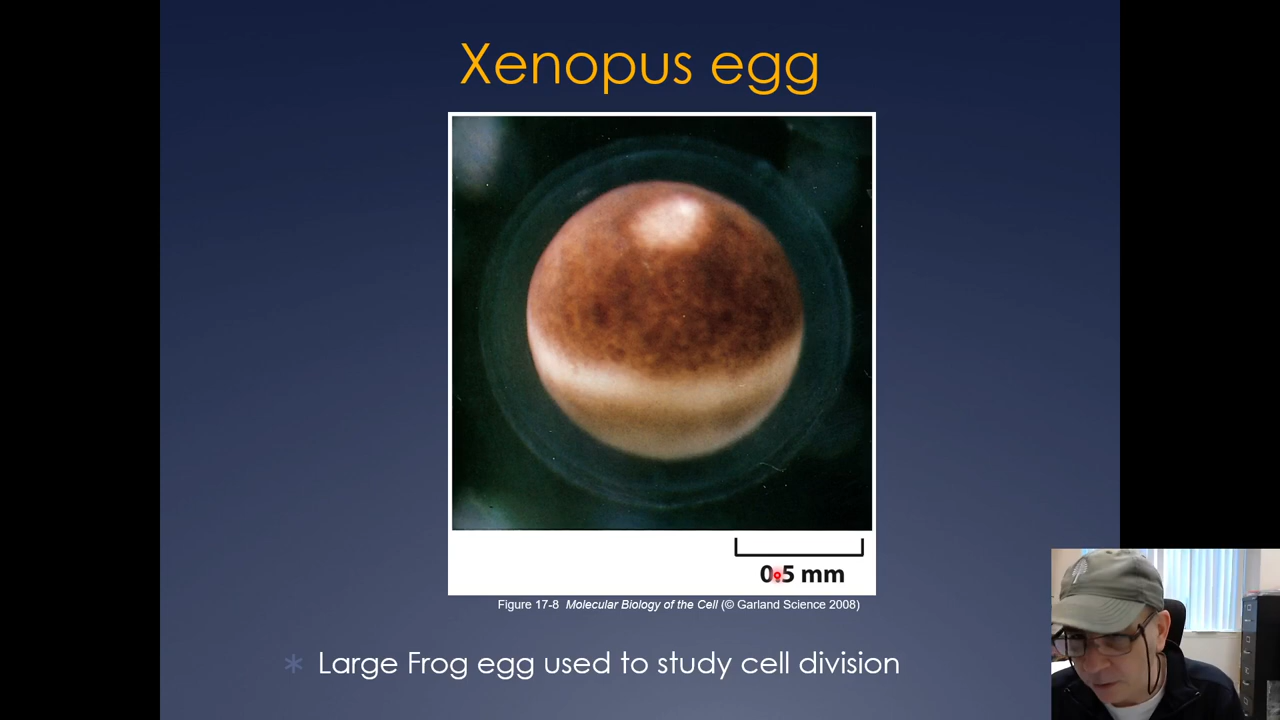 Xenopus egg
0.5 mm
Figure 17-8 Molecular Biology of the Cell (© Garland Science 2008)
Large Frog egg used to study cell division